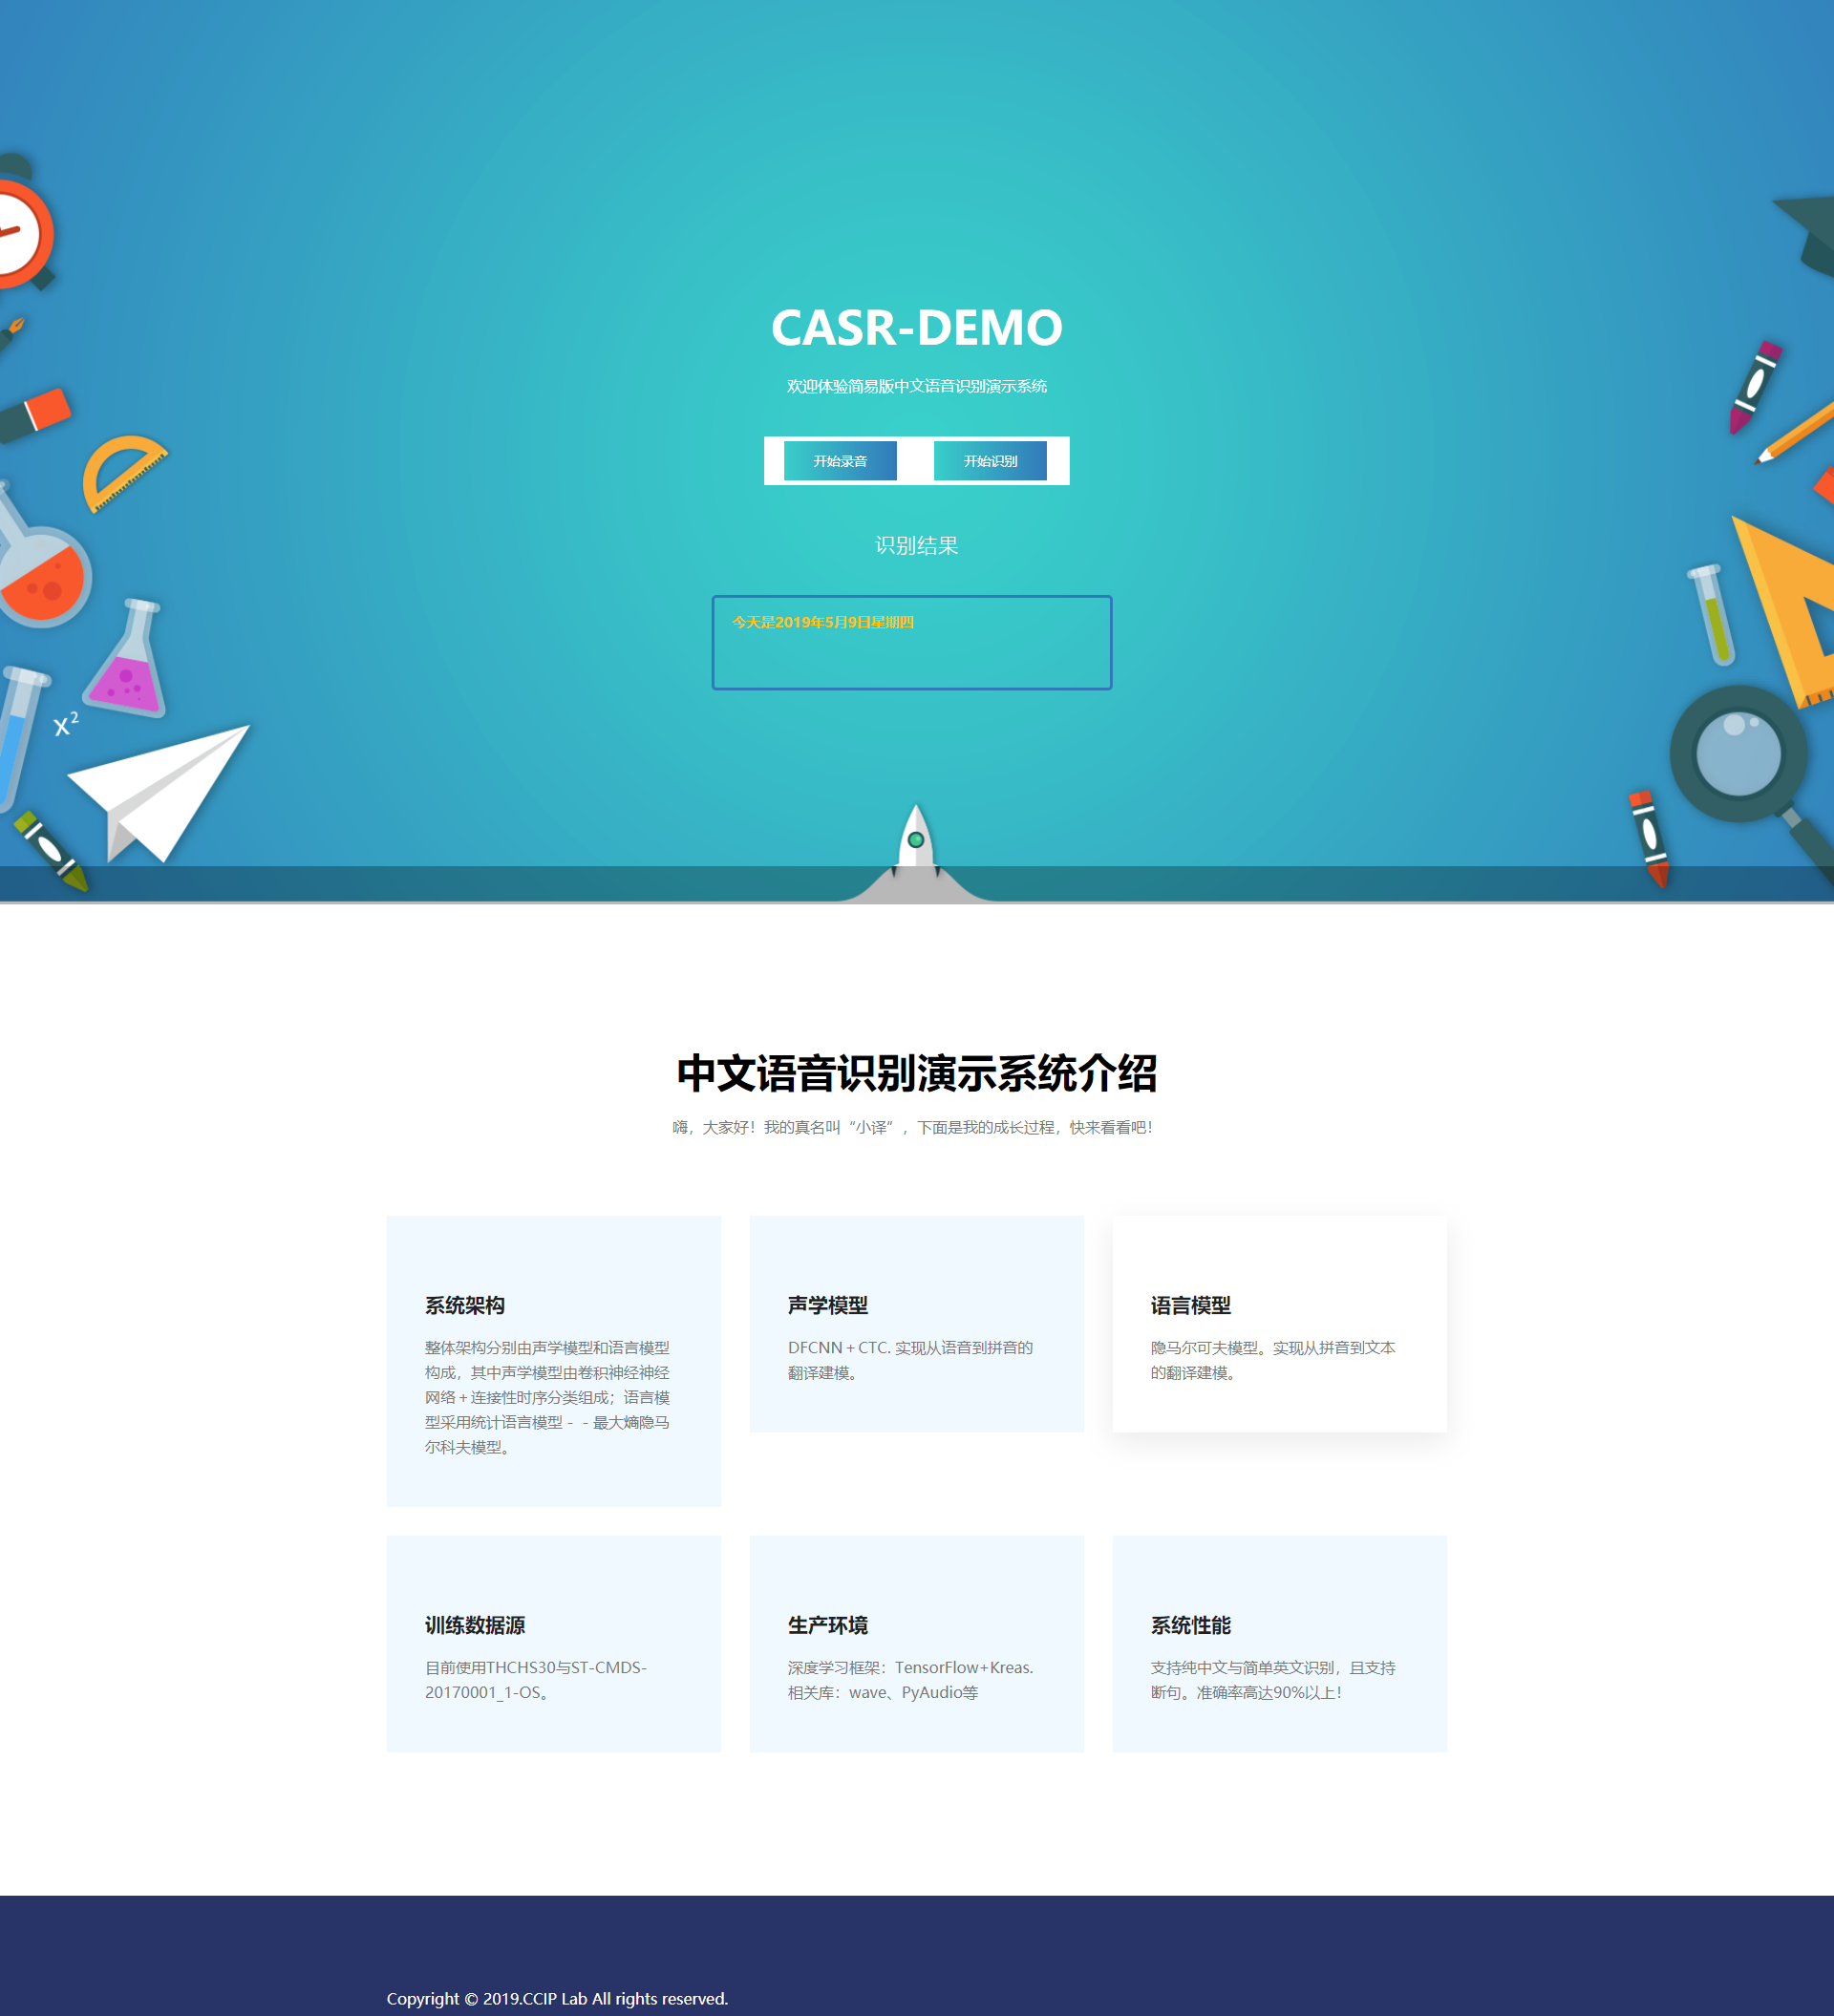 CASR-DEMO
欢迎体验简易版中文语音识别演示系统
开始录音
开始识别
识别结果
今天是2019年5月9日星期四
x²
中文语音识别演示系统介绍
嗨，大家好！我的真名叫“小译”，下面是我的成长过程，快来看看吧！
系统架构
整体架构分别由声学模型和语言模型
构成，其中声学模型由卷积神经神经
网络＋连接性时序分类组成；语言模
型采用统计语言模型－－最大熵隐马
尔科夫模型。
声学模型
DFCNN＋CTC. 实现从语音到拼音的
翻译建模。
语言模型
隐马尔可夫模型。实现从拼音到文本
的翻译建模。
训练数据源
目前使用THCHS30与ST-CMDS-
20170001_1-OS。
生产环境
深度学习框架：TensorFlow+Kreas.
相关库：wave、PyAudio等
系统性能
支持纯中文与简单英文识别，且支持
断句。准确率高达90%以上！
Copyright © 2019.CCIP Lab All rights reserved.